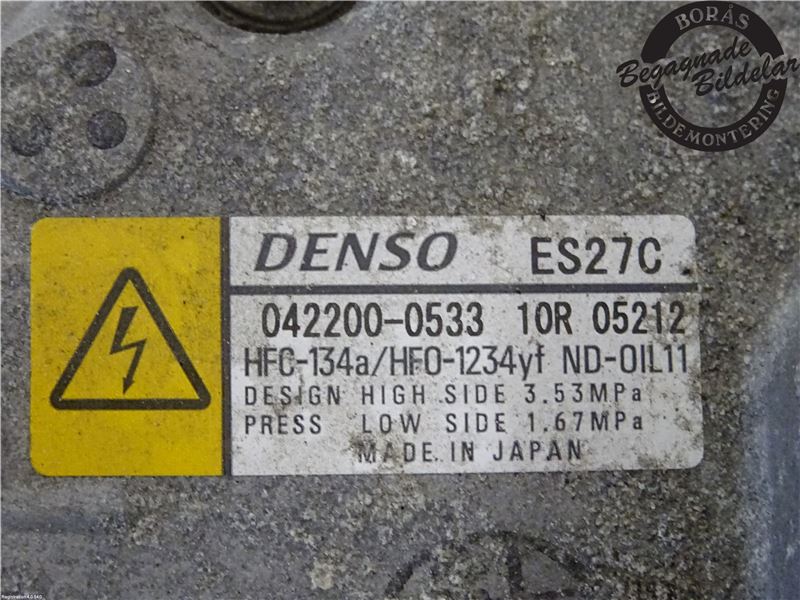 BORÅS
Begagnade
Bildelar
BILDEMONTERING
DENSO ES27C
042200-0533 10R 05212
HFC-134a/HFO-1234yf ND-OIL11
DESIGN HIGH SIDE 3.53MPa
PRESS LOW SIDE 1.67MPa
MADE IN JAPAN